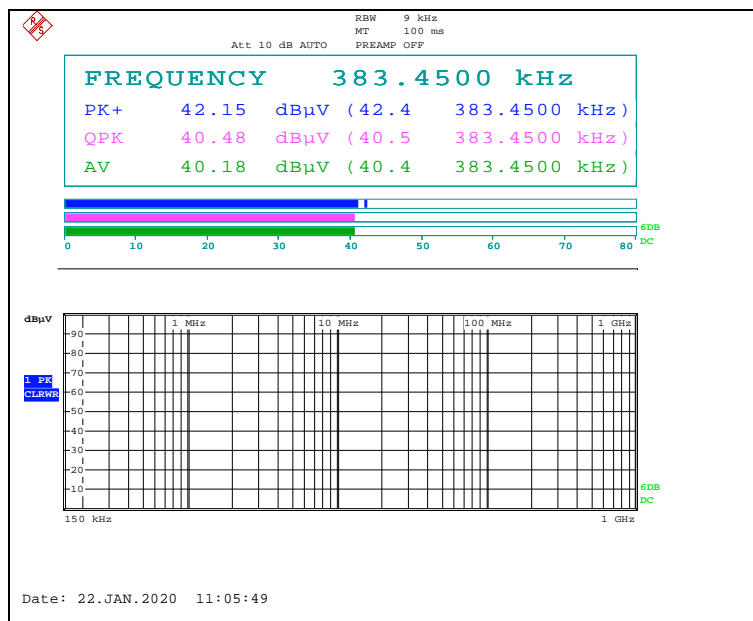 R S
RBW 9 kHz
MT 100 ms
Att 10 dB AUTO PREAMP OFF
FREQUENCY 383.4500 kHz
PK+ 42.15 dBµV (42.4 383.4500 kHz)
QPK 40.48 dBµV (40.5 383.4500 kHz)
AV 40.18 dBµV (40.4 383.4500 kHz)
6DB
DC
0 10 20 30 40 50 60 70 80
dBµV
1 MHz 10 MHz 100 MHz 1 GHz
90
80
1 PK
CLRWR
70
60
50
40
30
20
10
6DB
DC
150 kHz 1 GHz
Date: 22.JAN.2020 11:05:49